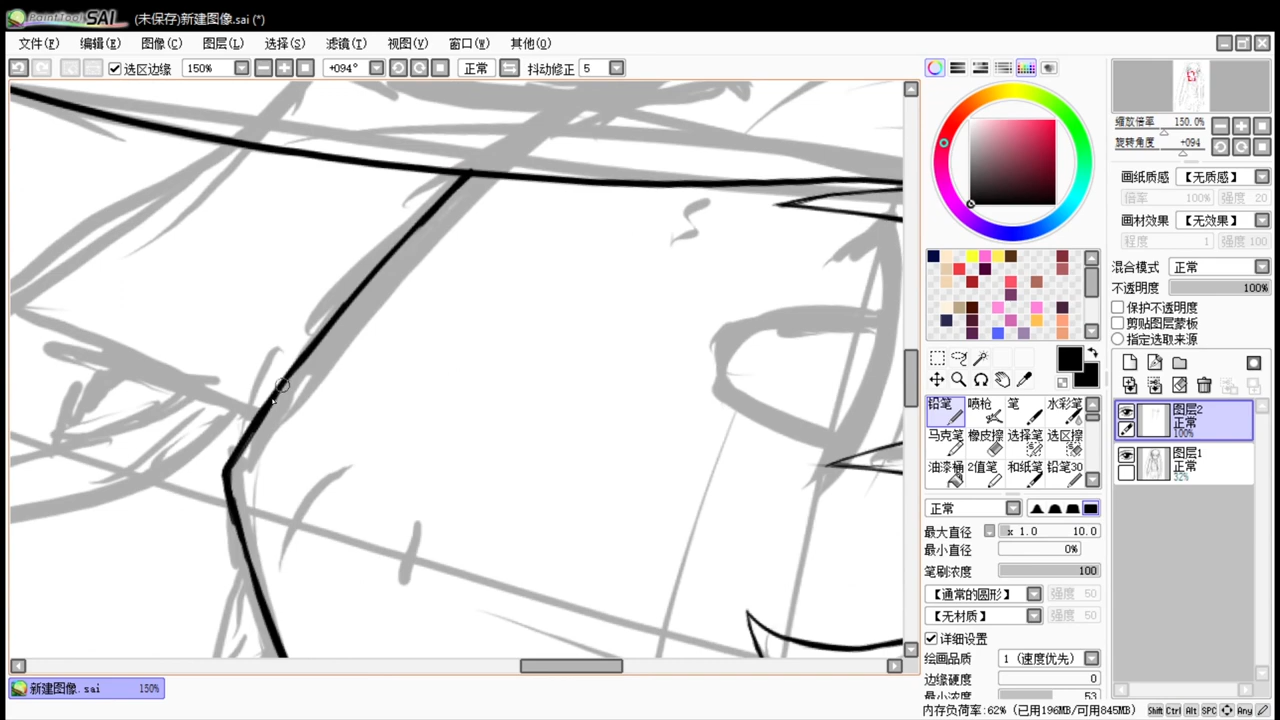 PaintTool SAI (未保存)新建图像.sai (*)
文件(F) 编辑(E) 图像(C) 图层(L) 选择(S) 滤镜(T) 视图(V) 窗口(W) 其他(O)
选区边缘 150% +094° 正常 抖动修正 5
缩放倍率 150.0%
旋转角度 +094
画纸质感 【无质感】
倍率 100% 强度 20
画材效果 【无效果】
程度 1 强度 100
混合模式 正常
不透明度 100%
保护不透明度
剪贴图层蒙板
指定选取来源
图层2
正常
100%
图层1
正常
32%
铅笔 喷枪 笔 水彩笔
马克笔 橡皮擦 选择笔 选区擦
油漆桶 2值笔 和纸笔 铅笔30
正常
最大直径 x 1.0 10.0
最小直径 0%
笔刷浓度 100
【通常的圆形】 强度 50
【无材质】 强度 50
详细设置
绘画品质 1 (速度优先)
边缘硬度 0
最小浓度 53
新建图像.sai 150%
内存负荷率:62% (已用196MB/可用845MB) Shift Ctrl Alt SPC Any